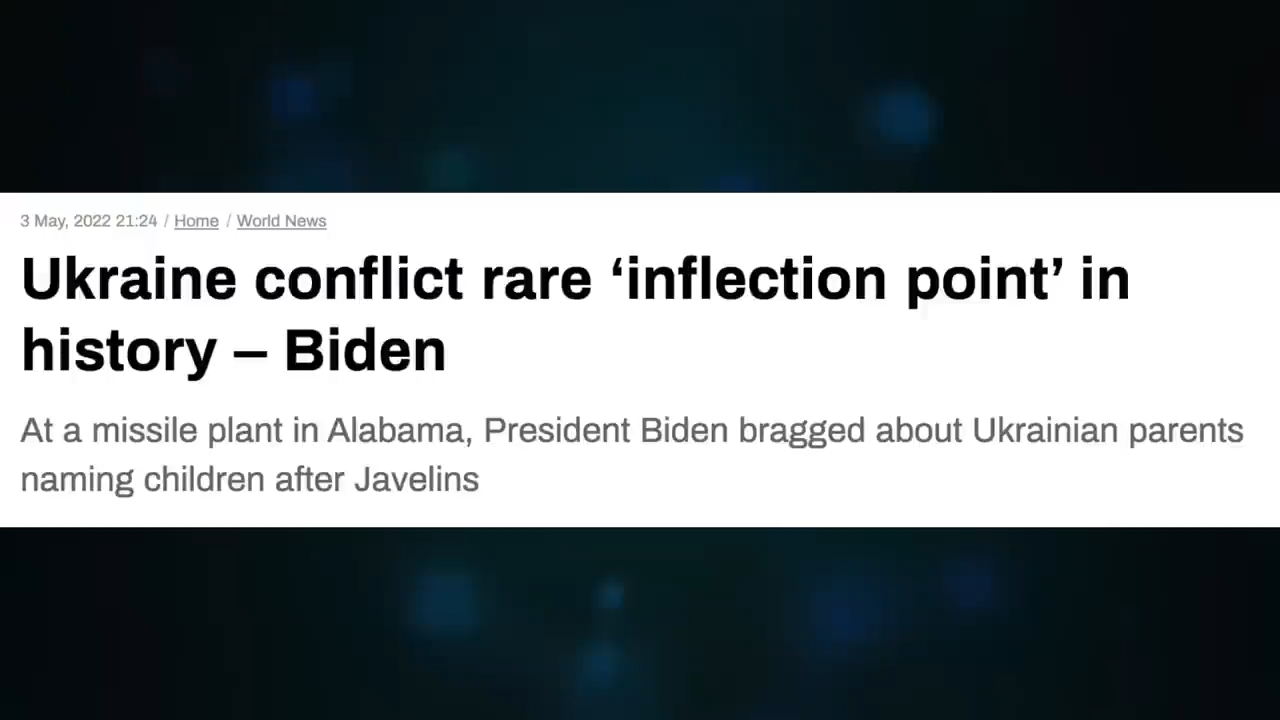 3 May, 2022 21:24 / Home / World News
Ukraine conflict rare ‘inflection point’ in
history – Biden
At a missile plant in Alabama, President Biden bragged about Ukrainian parents
naming children after Javelins